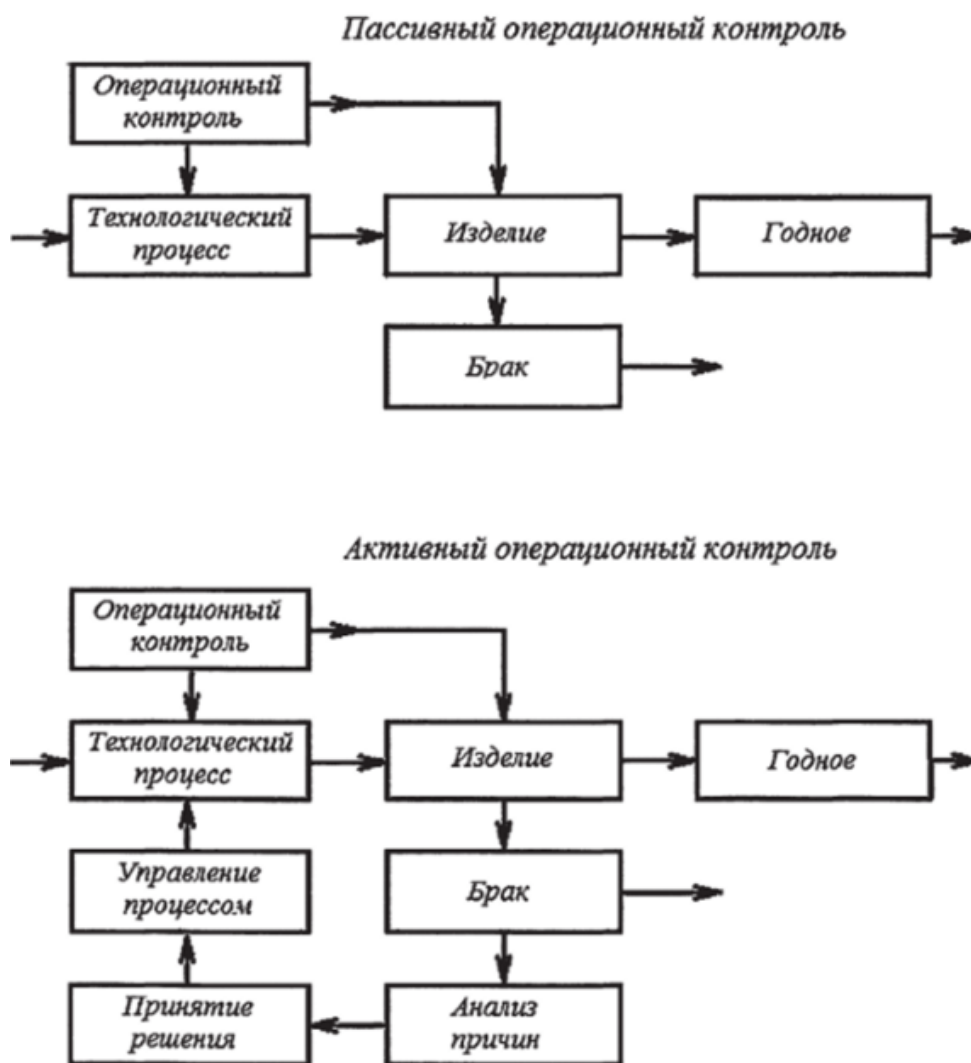 Пассивный операционный контроль
Операционный
контроль
Технологический
процесс
Изделие
Годное
Брак
Активный операционный контроль
Операционный
контроль
Технологический
процесс
Изделие
Годное
Управление
процессом
Брак
Принятие
решения
Анализ
причин